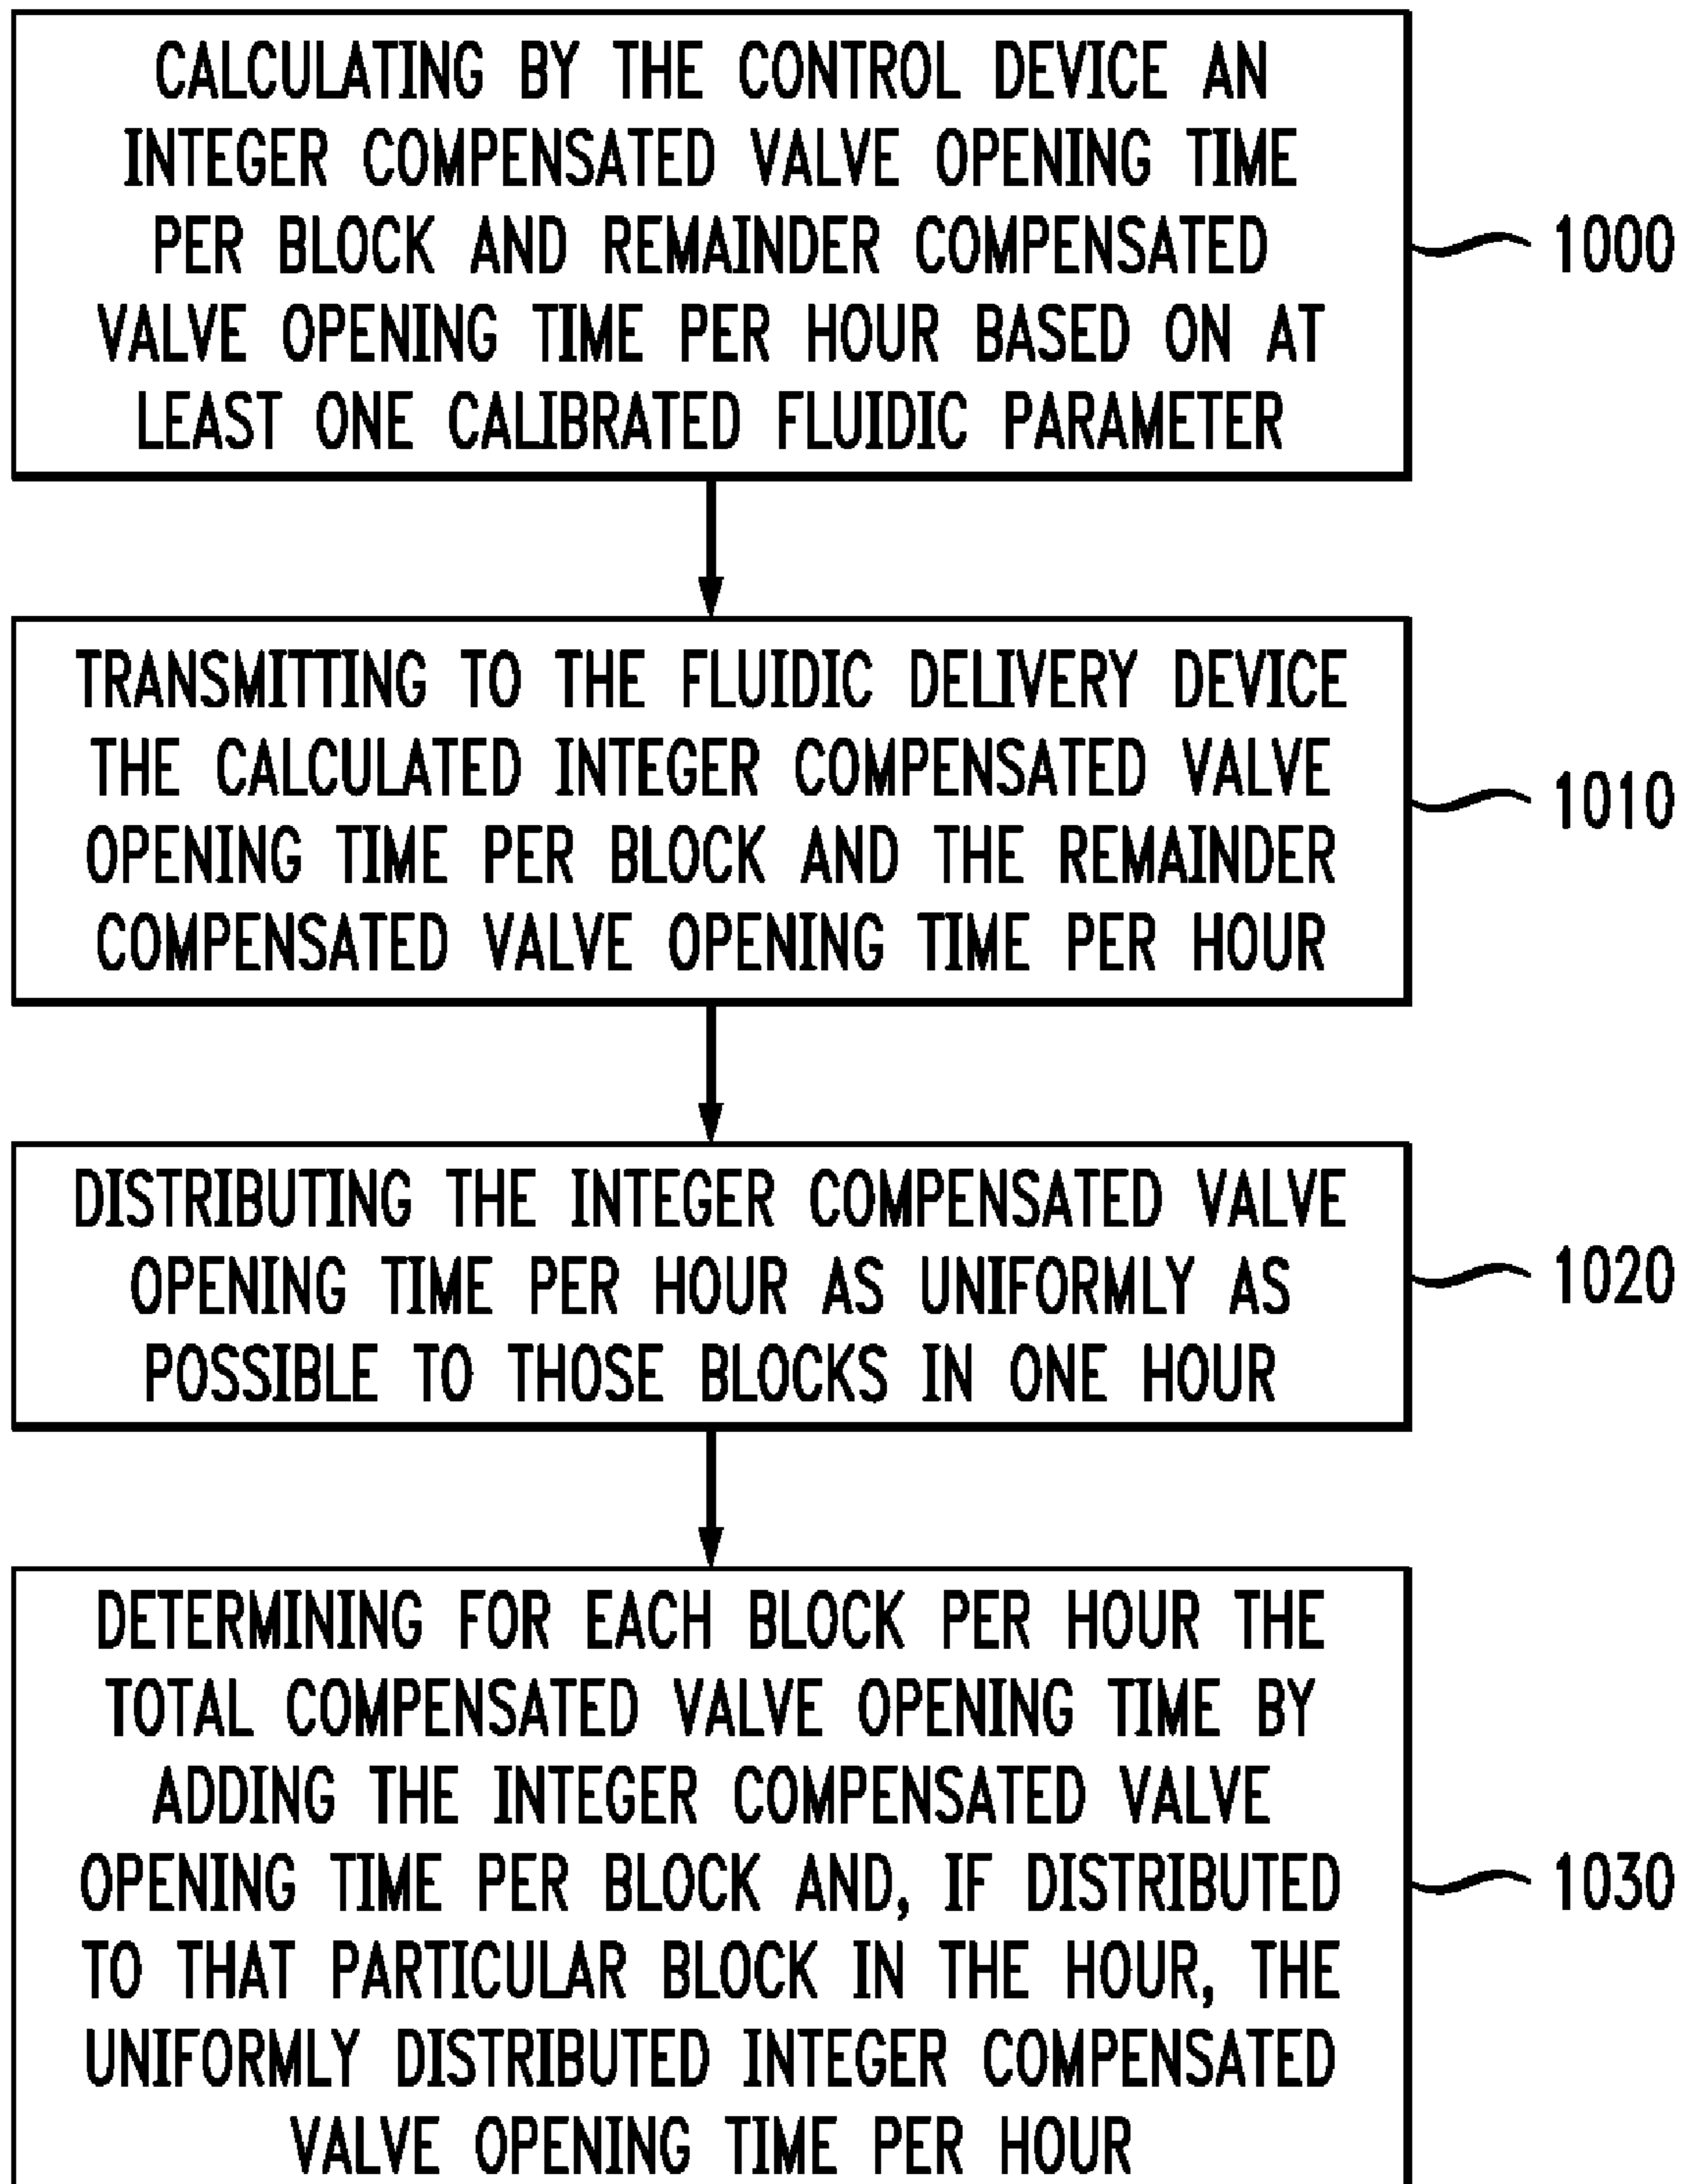 CALCULATING BY THE CONTROL DEVICE AN
INTEGER COMPENSATED VALVE OPENING TIME
PER BLOCK AND REMAINDER COMPENSATED
VALVE OPENING TIME PER HOUR BASED ON AT
LEAST ONE CALIBRATED FLUIDIC PARAMETER
1000
TRANSMITTING TO THE FLUIDIC DELIVERY DEVICE
THE CALCULATED INTEGER COMPENSATED VALVE
OPENING TIME PER BLOCK AND THE REMAINDER
COMPENSATED VALVE OPENING TIME PER HOUR
1010
DISTRIBUTING THE INTEGER COMPENSATED VALVE
OPENING TIME PER HOUR AS UNIFORMLY AS
POSSIBLE TO THOSE BLOCKS IN ONE HOUR
1020
DETERMINING FOR EACH BLOCK PER HOUR THE
TOTAL COMPENSATED VALVE OPENING TIME BY
ADDING THE INTEGER COMPENSATED VALVE
OPENING TIME PER BLOCK AND, IF DISTRIBUTED
TO THAT PARTICULAR BLOCK IN THE HOUR, THE
UNIFORMLY DISTRIBUTED INTEGER COMPENSATED
VALVE OPENING TIME PER HOUR
1030